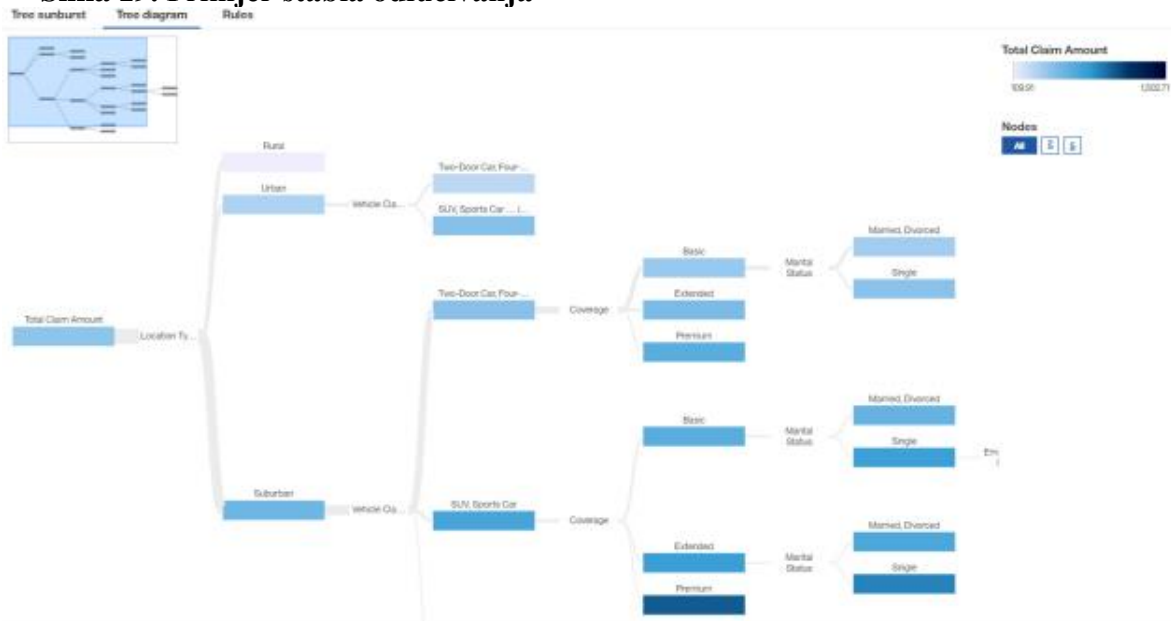 Tree sunburst Tree diagram Rules
Total Claim Amount
Nodes
All
Rural
Urban
Vehicle Cla...
Two-Door Car, Four-...
SUV, Sports Car
Total Claim Amount
Location Ty...
Two-Door Car, Four-...
Coverage
Basic
Extended
Premium
Marital
Status
Married, Divorced
Single
Suburban
Vehicle Cla...
SUV, Sports Car
Coverage
Basic
Marital
Status
Married, Divorced
Single
Extended
Premium
Marital
Status
Married, Divorced
Single